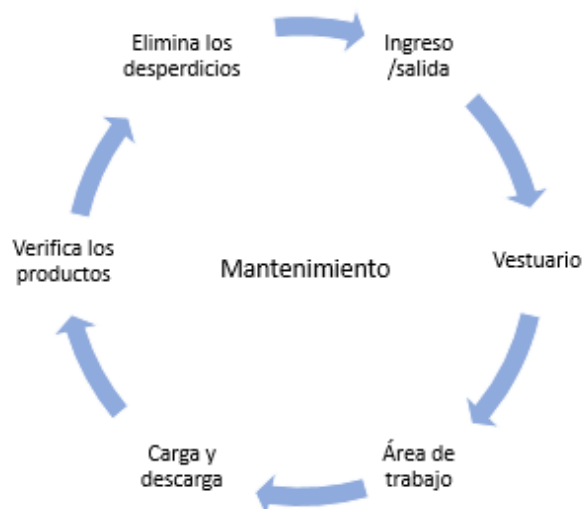 Elimina los
desperdicios
Ingreso
/salida
Vestuario
Área de
trabajo
Carga y
descarga
Verifica los
productos
Mantenimiento